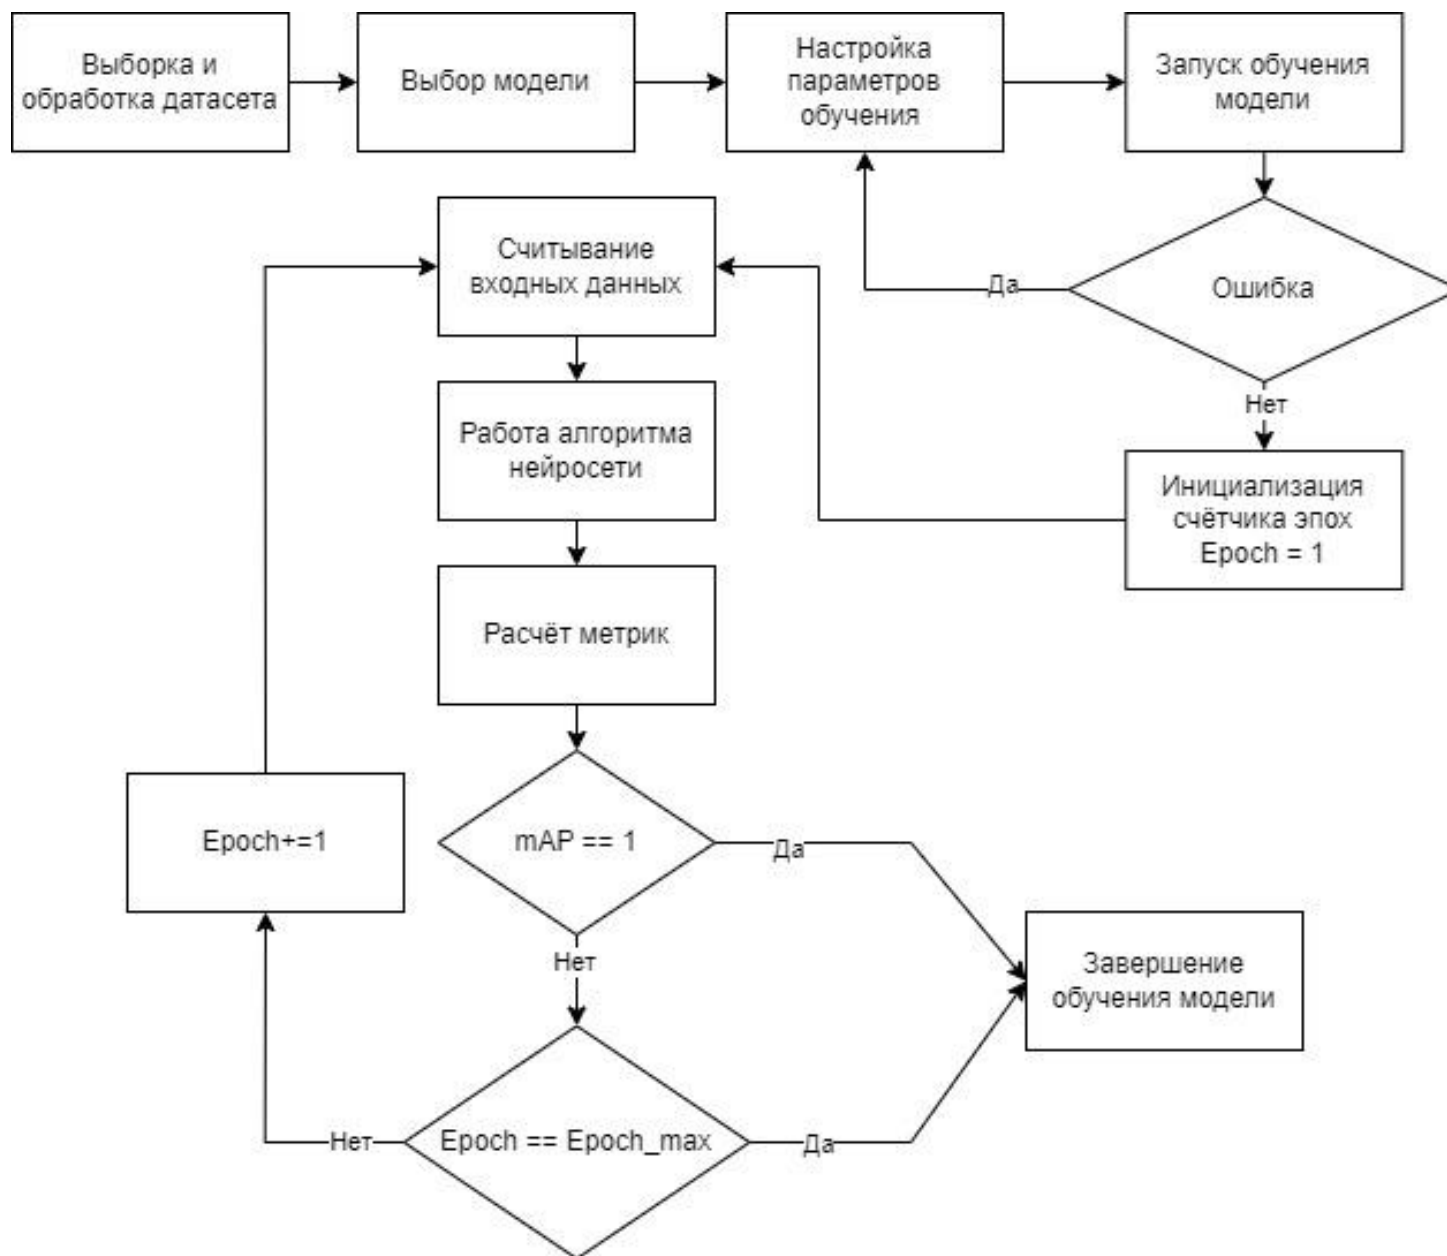 Выборка и
обработка датасета
Выбор модели
Настройка
параметров
обучения
Запуск обучения
модели
Ошибка
Да
Нет
Инициализация
счётчика эпох
Epoch = 1
Считывание
входных данных
Работа алгоритма
нейросети
Расчёт метрик
mAP == 1
Да
Нет
Epoch+=1
Завершение
обучения модели
Epoch == Epoch_max
Нет
Да